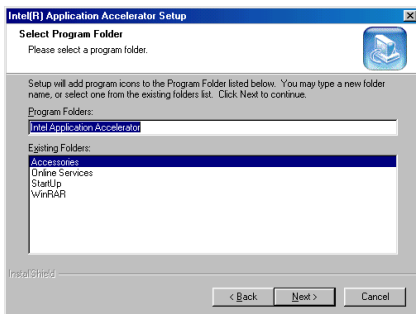 Intel(R) Application Accelerator Setup
Select Program Folder
Please select a program folder.
Setup will add program icons to the Program Folder listed below. You may type a new folder
name, or select one from the existing folders list. Click Next to continue.
Program Folders:
Intel Application Accelerator
Existing Folders:
Accessories
Online Services
StartUp
WinRAR
InstallShield
< Back
Next >
Cancel